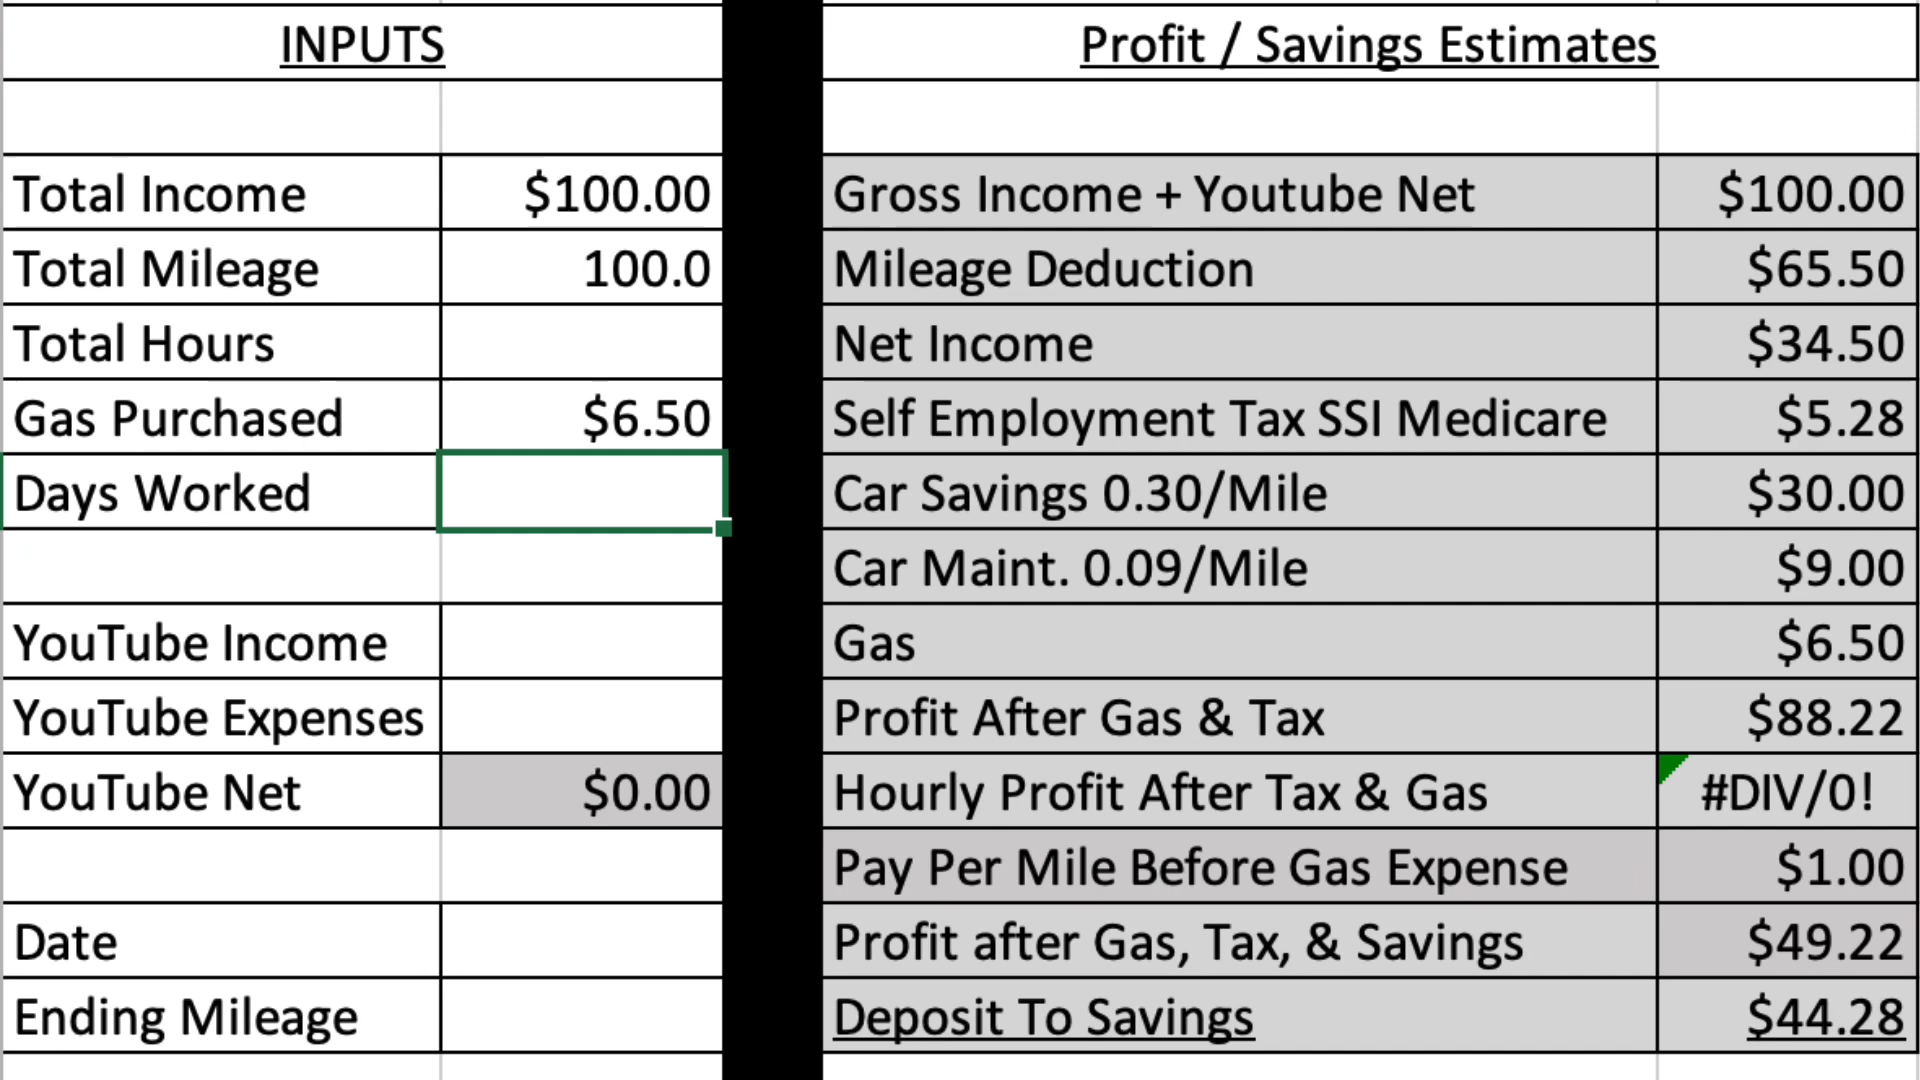 INPUTS
Total Income $100.00
Total Mileage 100.0
Total Hours
Gas Purchased $6.50
Days Worked
YouTube Income
YouTube Expenses
YouTube Net $0.00
Date
Ending Mileage
Profit / Savings Estimates
Gross Income + Youtube Net $100.00
Mileage Deduction $65.50
Net Income $34.50
Self Employment Tax SSI Medicare $5.28
Car Savings 0.30/Mile $30.00
Car Maint. 0.09/Mile $9.00
Gas $6.50
Profit After Gas & Tax $88.22
Hourly Profit After Tax & Gas #DIV/0!
Pay Per Mile Before Gas Expense $1.00
Profit after Gas, Tax, & Savings $49.22
Deposit To Savings $44.28